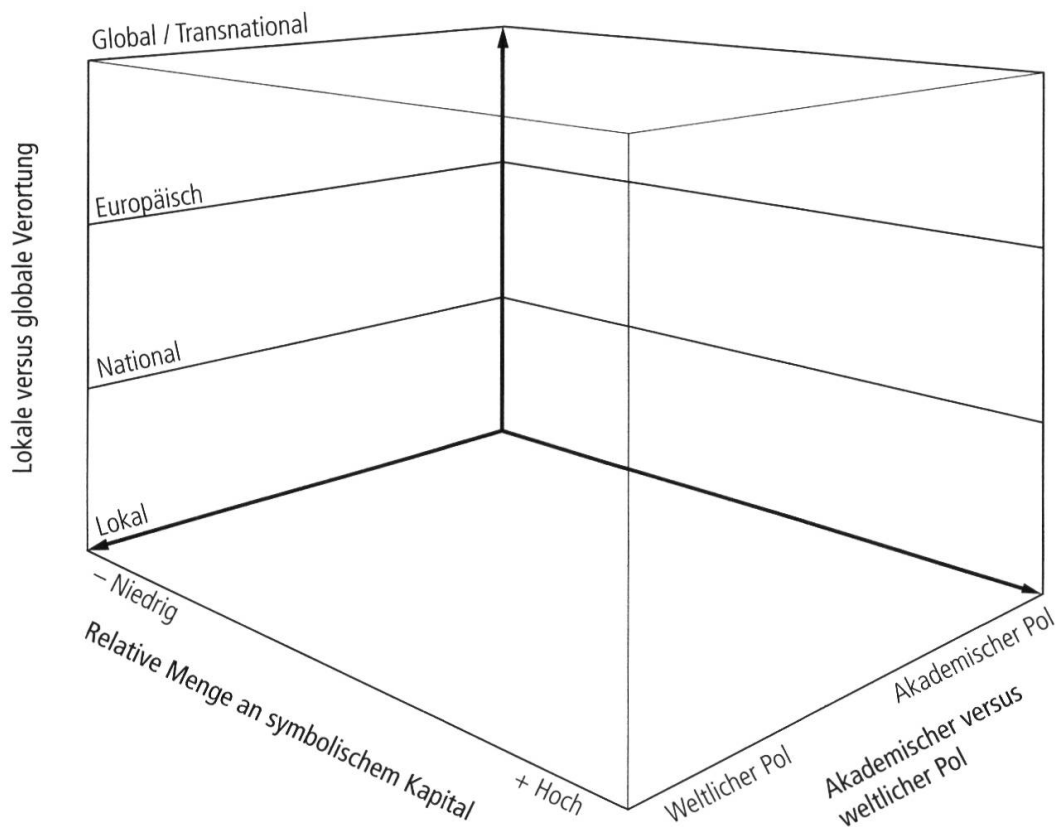 Global / Transnational
Europäisch
National
Lokal
Lokale versus globale Verortung
– Niedrig
+ Hoch
Relative Menge an symbolischem Kapital
Weltlicher Pol
Akademischer Pol
Akademischer versus
weltlicher Pol